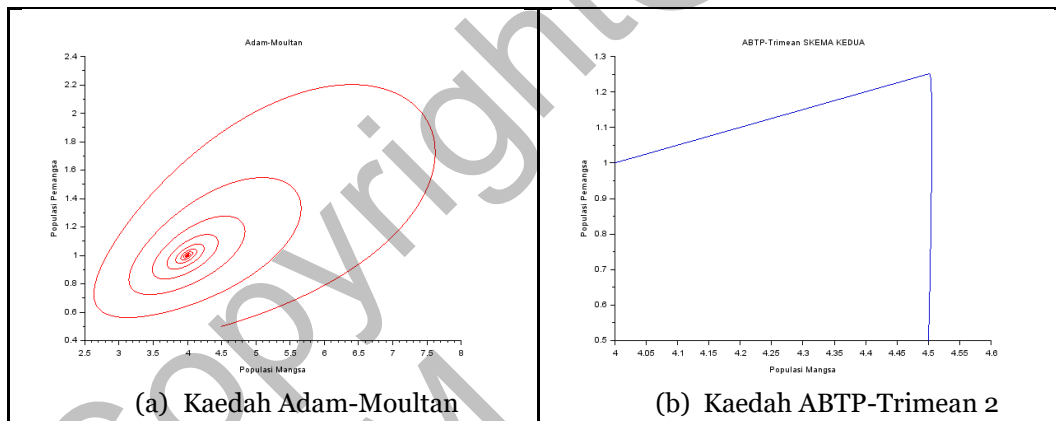 Adam-Moultan
2.4
2.2
2
1.8
1.6
1.4
1.2
1
0.8
0.6
0.4
Populasi Pemangsa
2.5 3 3.5 4 4.5 5 5.5 6 6.5 7 7.5 8
Populasi Mangsa
(a) Kaedah Adam-Moultan
ABTP-Trimean SKEMA KEDUA
1.3
1.2
1.1
1
0.9
0.8
0.7
0.6
0.5
Populasi Pemangsa
4 4.05 4.1 4.15 4.2 4.25 4.3 4.35 4.4 4.45 4.5 4.55 4.6
Populasi Mangsa
(b) Kaedah ABTP-Trimean 2
Copyright